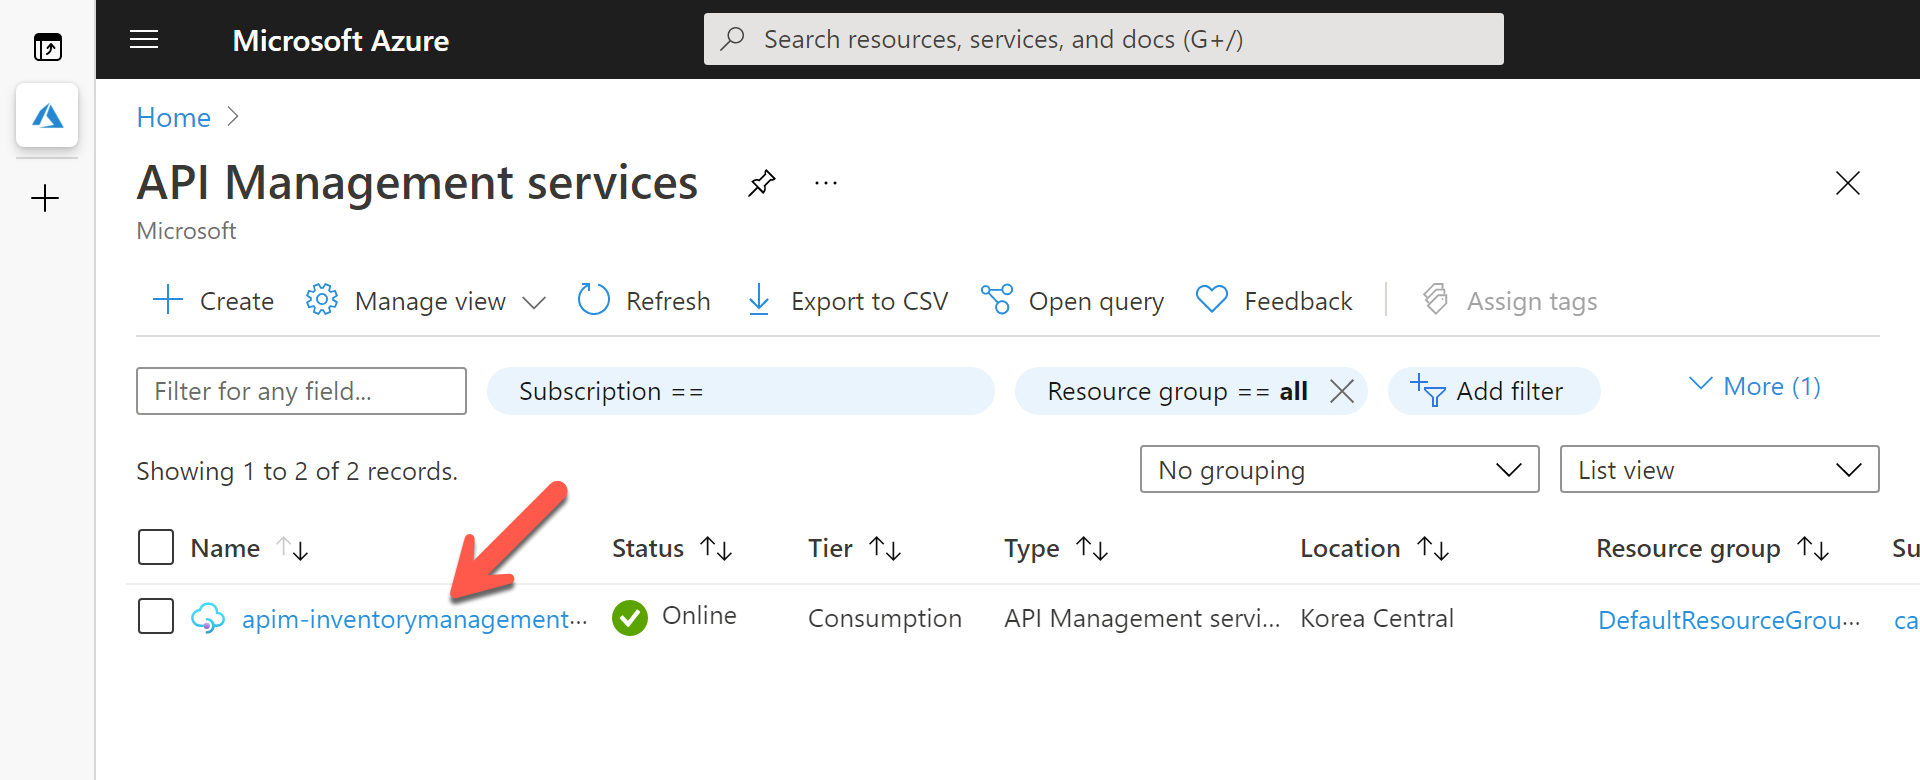 Microsoft Azure
Search resources, services, and docs (G+/)
Home
API Management services
...
Microsoft
Create Manage view Refresh Export to CSV Open query Feedback Assign tags
Filter for any field... Subscription == Resource group == all Add filter More (1)
Showing 1 to 2 of 2 records. No grouping List view
Name Status Tier Type Location Resource group Su
apim-inventorymanagement... Online Consumption API Management servi... Korea Central DefaultResourceGrou... ca